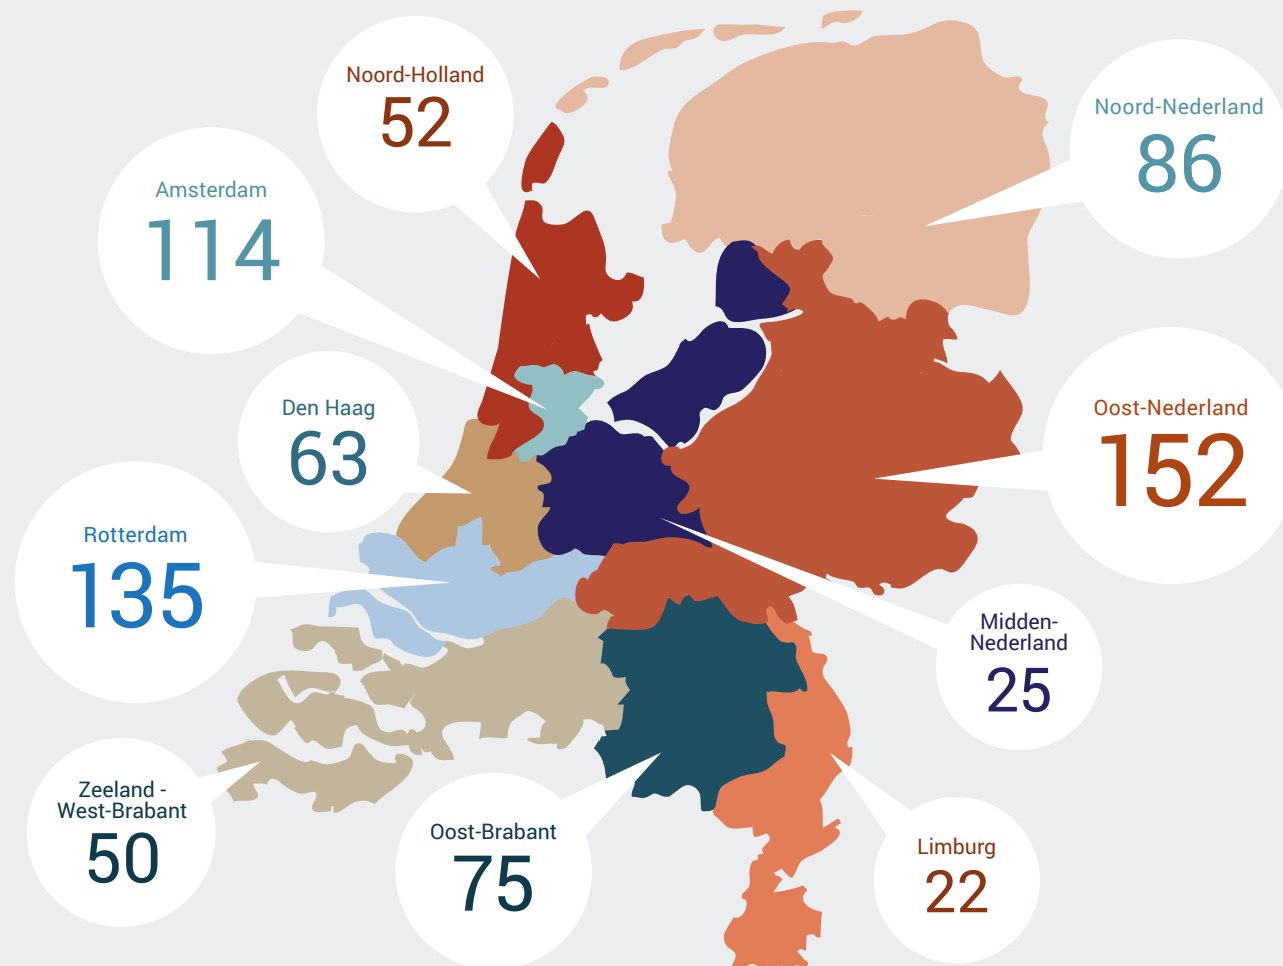 Noord-Holland
52
Noord-Nederland
86
Amsterdam
114
Den Haag
63
Oost-Nederland
152
Rotterdam
135
Midden-
Nederland
25
Zeeland -
West-Brabant
50
Oost-Brabant
75
Limburg
22